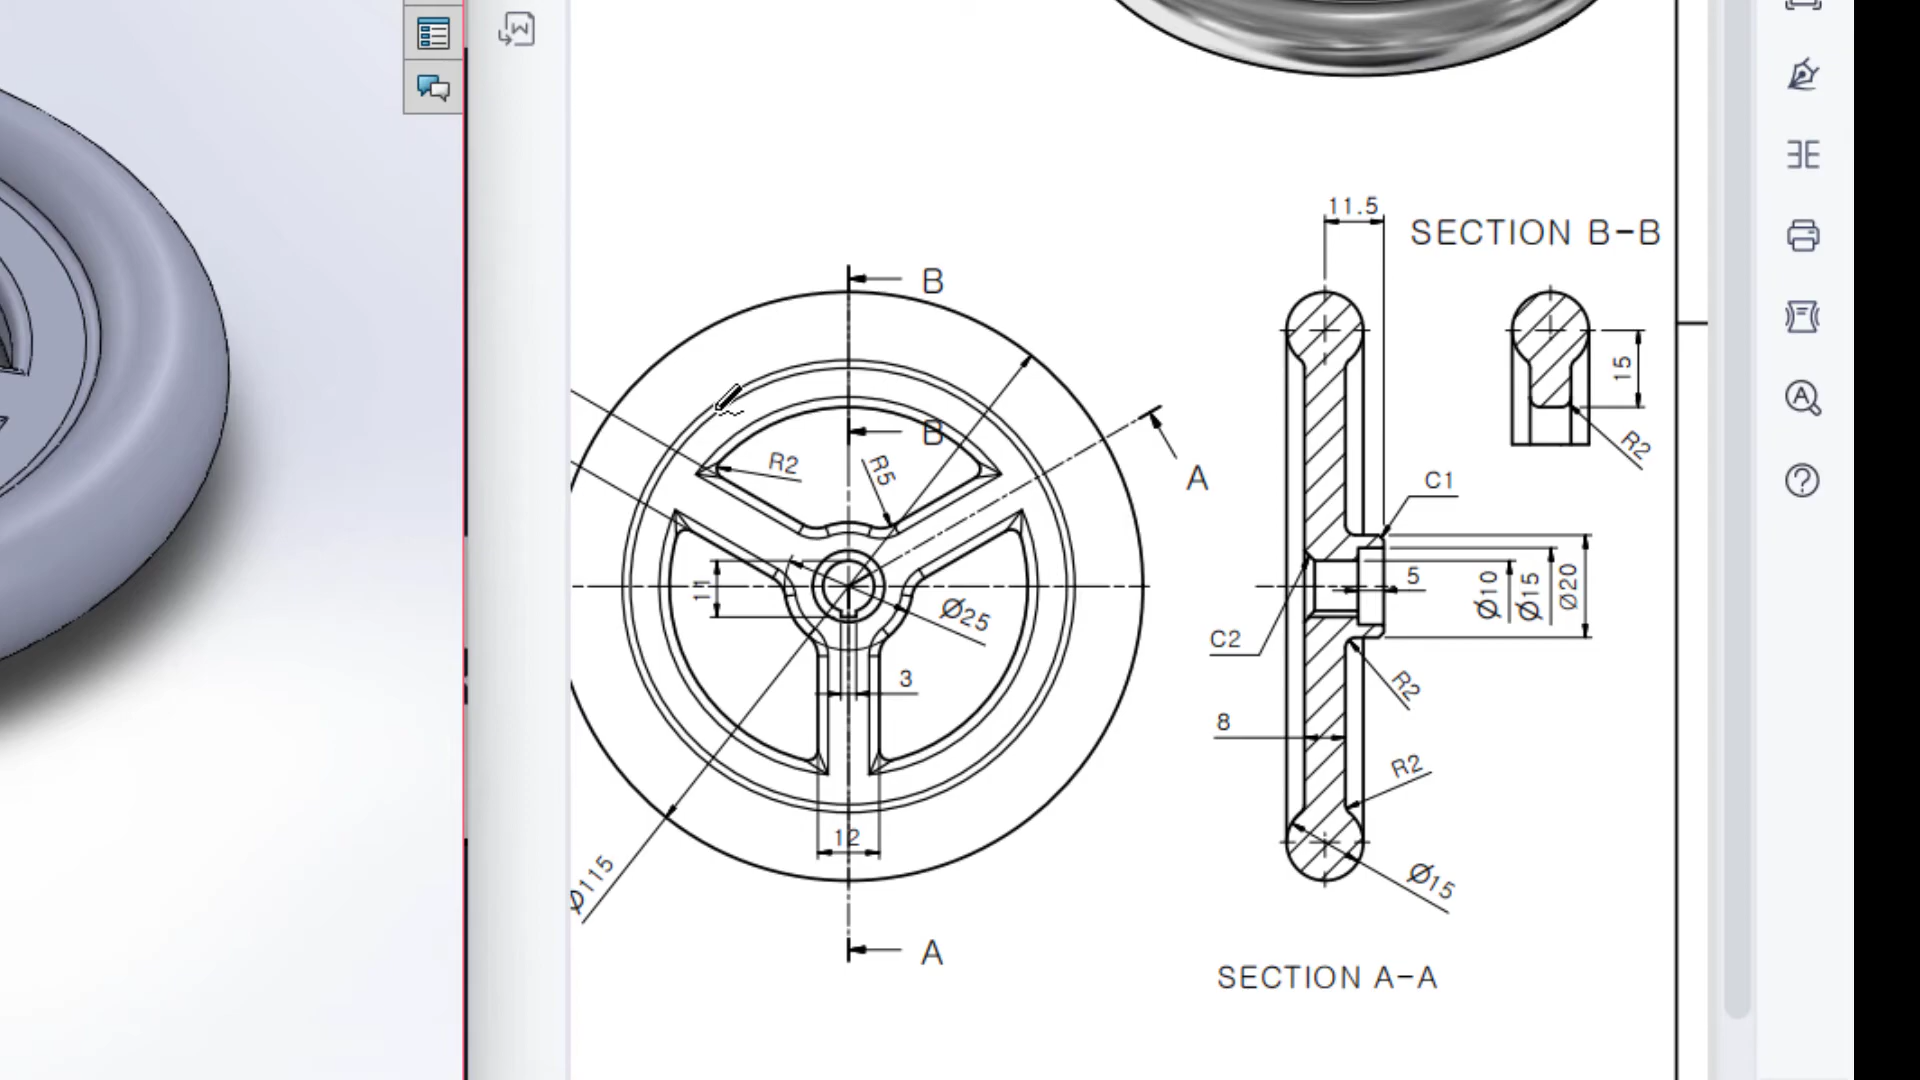 11.5
SECTION B-B
B
15
B
R2
R5
A
R2
C1
11
5
Ø10
Ø15
Ø20
Ø25
C2
3
R2
8
R2
12
Ø115
Ø15
A
SECTION A-A